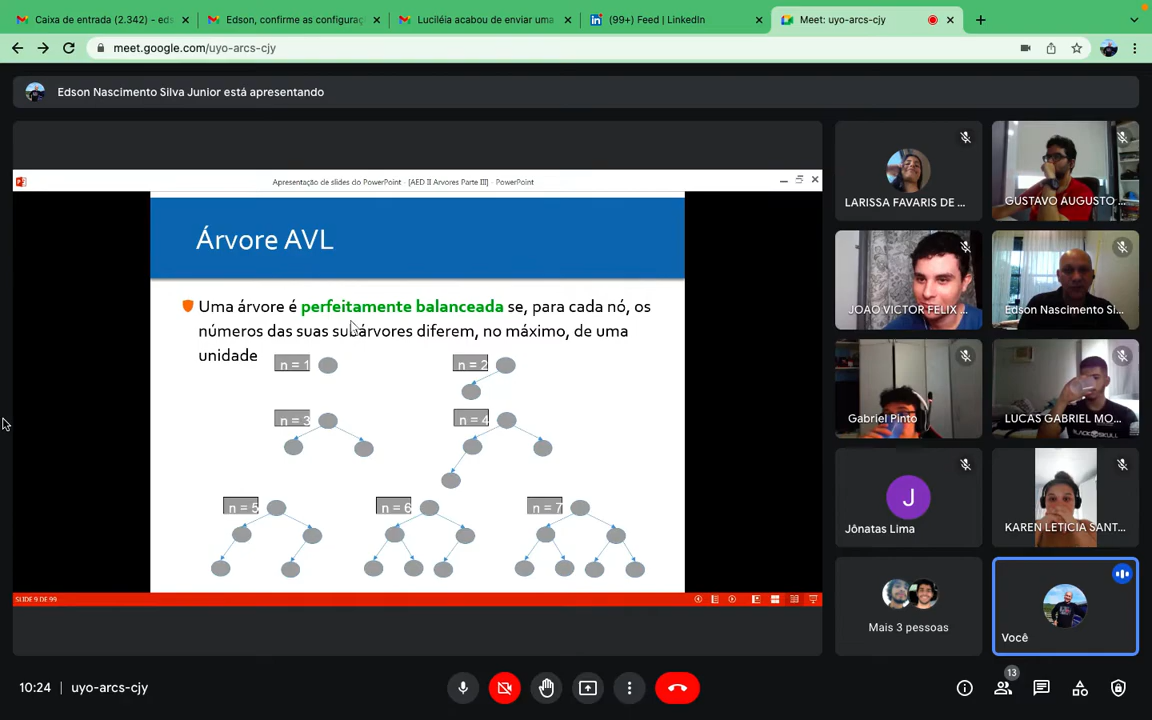 Caixa de entrada (2.342) - eds
Edson, confirme as configuraç
Luciléia acabou de enviar uma
(99+) Feed | LinkedIn
Meet: uyo-arcs-cjy
meet.google.com/uyo-arcs-cjy
Edson Nascimento Silva Junior está apresentando
Apresentação de slides do PowerPoint - [AED II Arvores Parte III] - PowerPoint
Árvore AVL
Uma árvore é perfeitamente balanceada se, para cada nó, os
números das suas subárvores diferem, no máximo, de uma
unidade
n = 1
n = 2
n = 3
n = 4
n = 5
n = 6
n = 7
SLIDE 9 DE 99
LARISSA FAVARIS DE ...
GUSTAVO AUGUSTO ...
JOAO VICTOR FELIX ...
Edson Nascimento Si...
Gabriel Pinto
LUCAS GABRIEL MO...
J
Jônatas Lima
KAREN LETICIA SANT...
Mais 3 pessoas
Você
10:24 | uyo-arcs-cjy
13